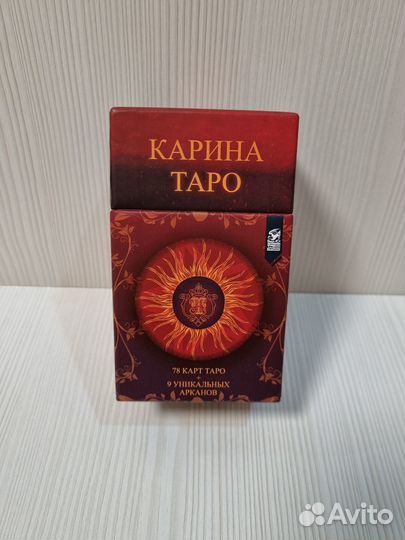 КАРИНА
ТАРО
78 КАРТ ТАРО
+
9 УНИКАЛЬНЫХ
АРКАНОВ
Avito